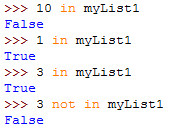 >>> 10 in myList1
False
>>> 1 in myList1
True
>>> 3 in myList1
True
>>> 3 not in myList1
False